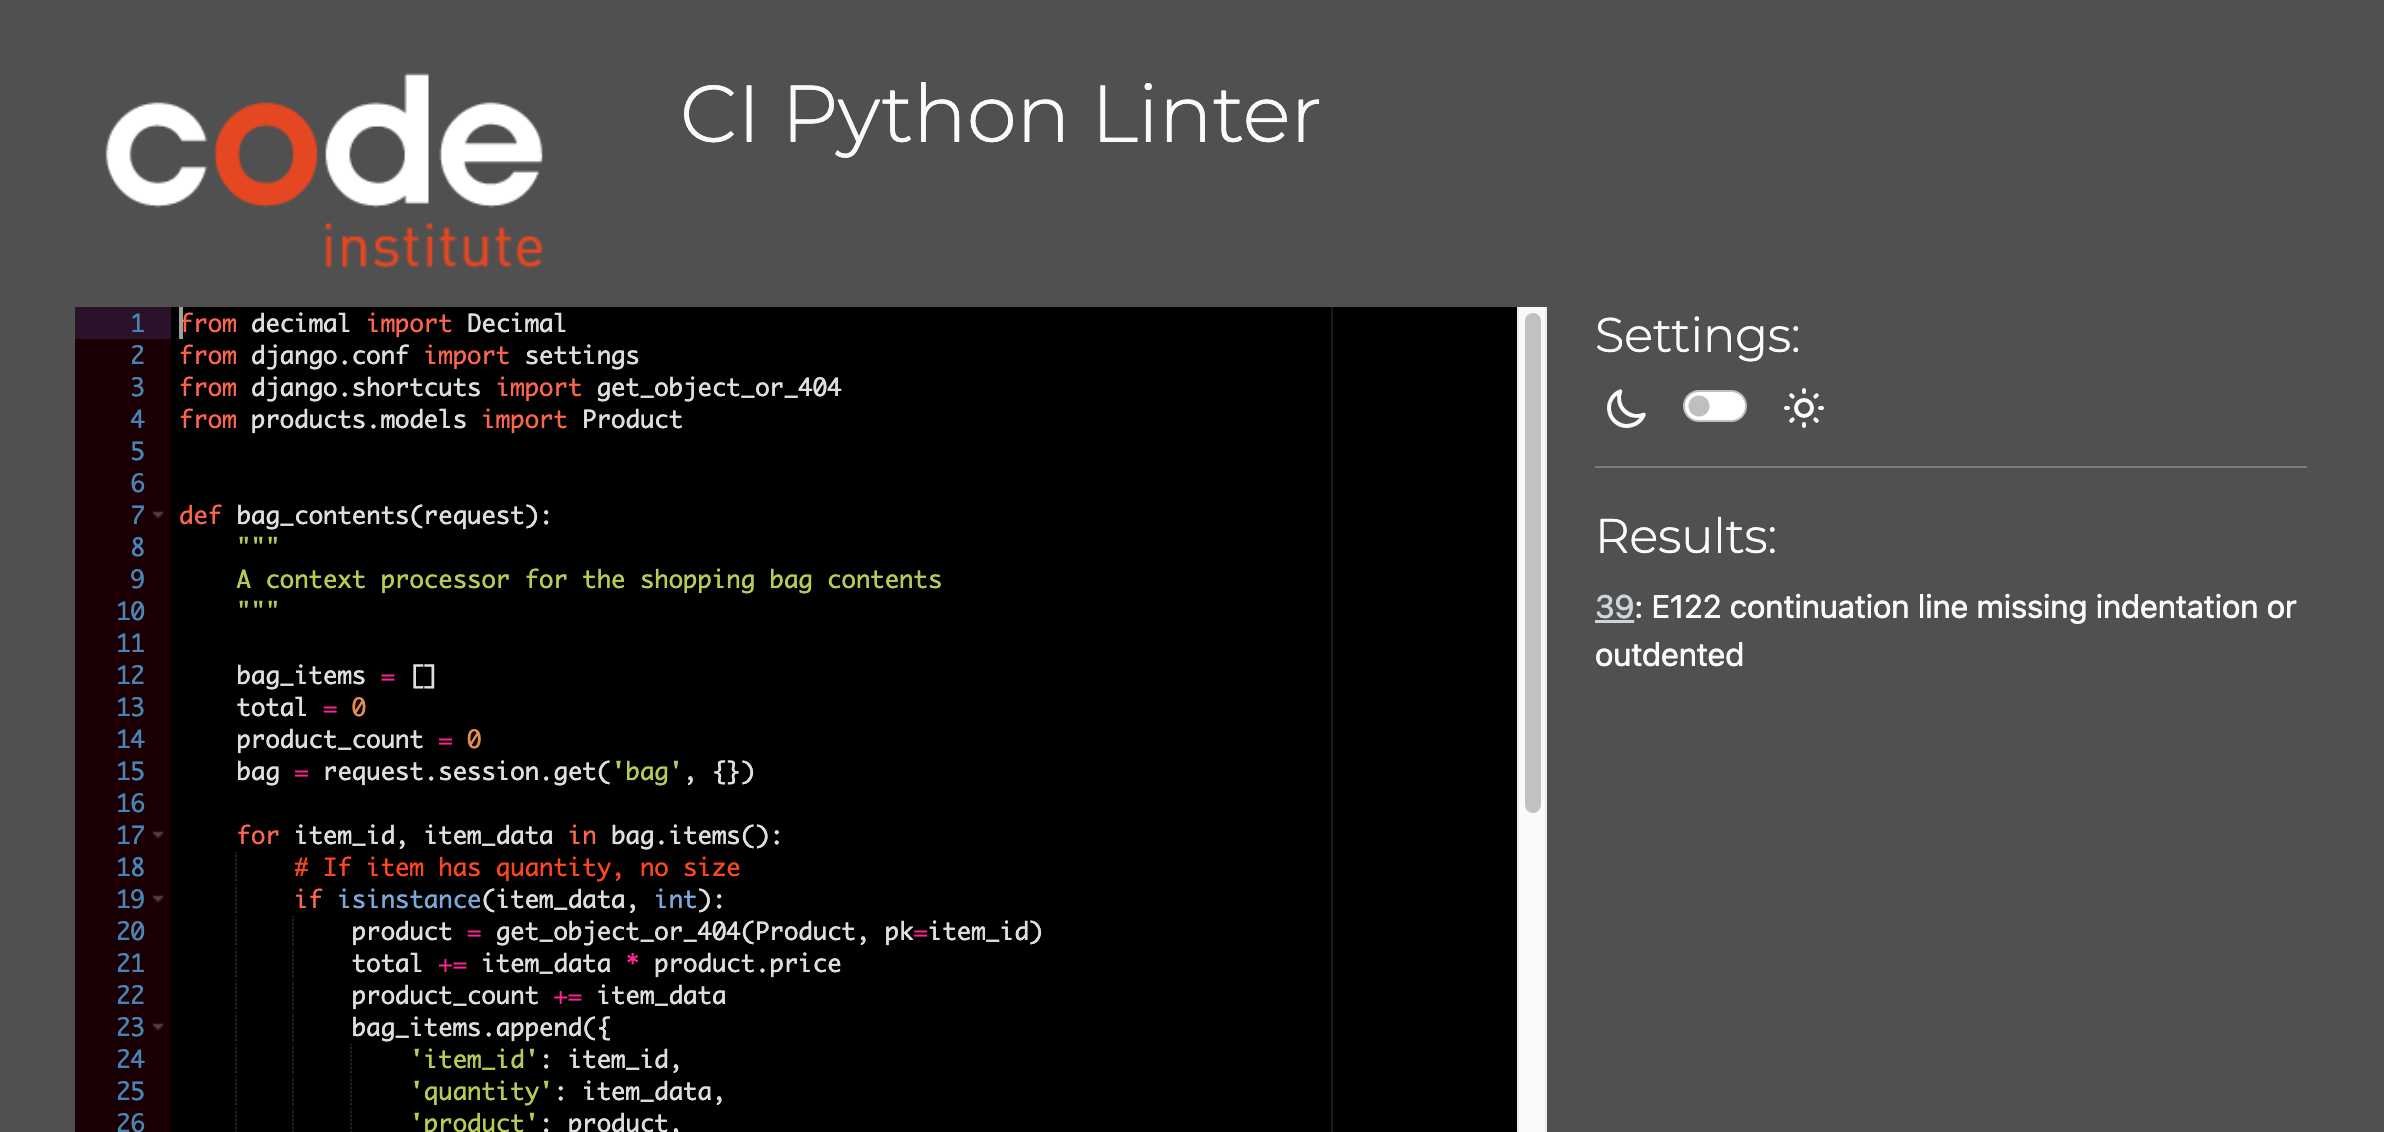 code
institute
CI Python Linter
1 from decimal import Decimal
2 from django.conf import settings
3 from django.shortcuts import get_object_or_404
4 from products.models import Product
5
6
7 def bag_contents(request):
8     """
9     A context processor for the shopping bag contents
10     """
11
12     bag_items = []
13     total = 0
14     product_count = 0
15     bag = request.session.get('bag', {})
16
17     for item_id, item_data in bag.items():
18         # If item has quantity, no size
19         if isinstance(item_data, int):
20             product = get_object_or_404(Product, pk=item_id)
21             total += item_data * product.price
22             product_count += item_data
23             bag_items.append({
24                 'item_id': item_id,
25                 'quantity': item_data,
26                 'product': product,
Settings:
Results:
39: E122 continuation line missing indentation or
outdented